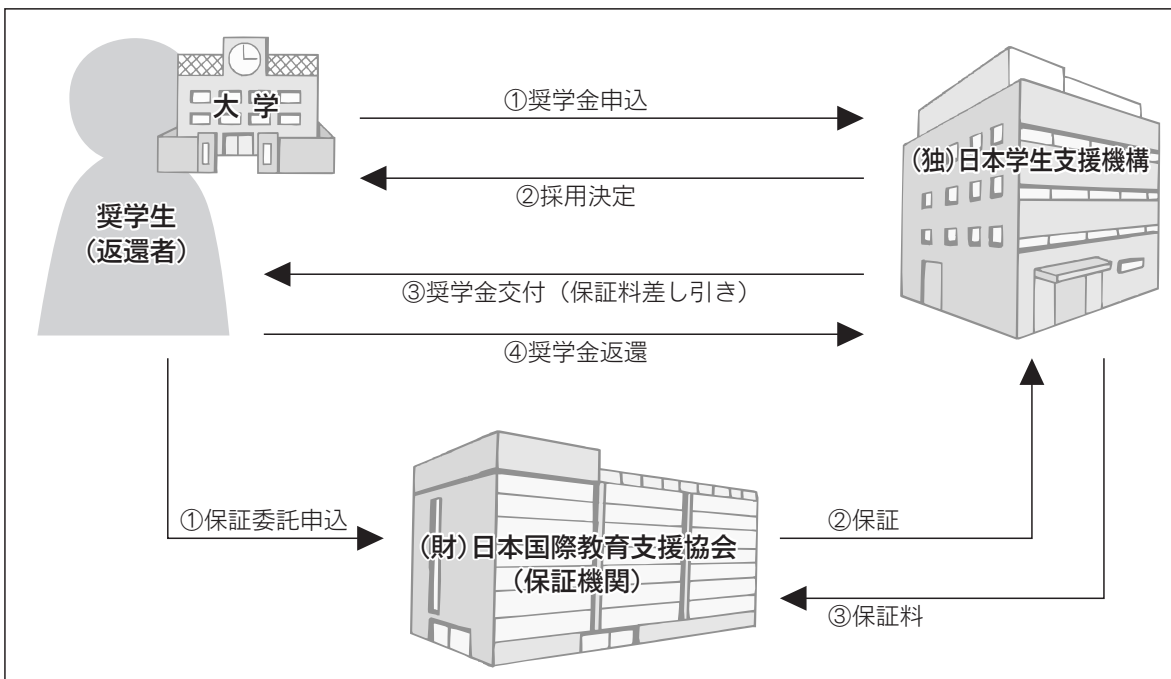 大学
①奨学金申込
(独)日本学生支援機構
②採用決定
奨学生
(返還者)
③奨学金交付（保証料差し引き）
④奨学金返還
①保証委託申込
(財)日本国際教育支援協会
(保証機関)
②保証
③保証料